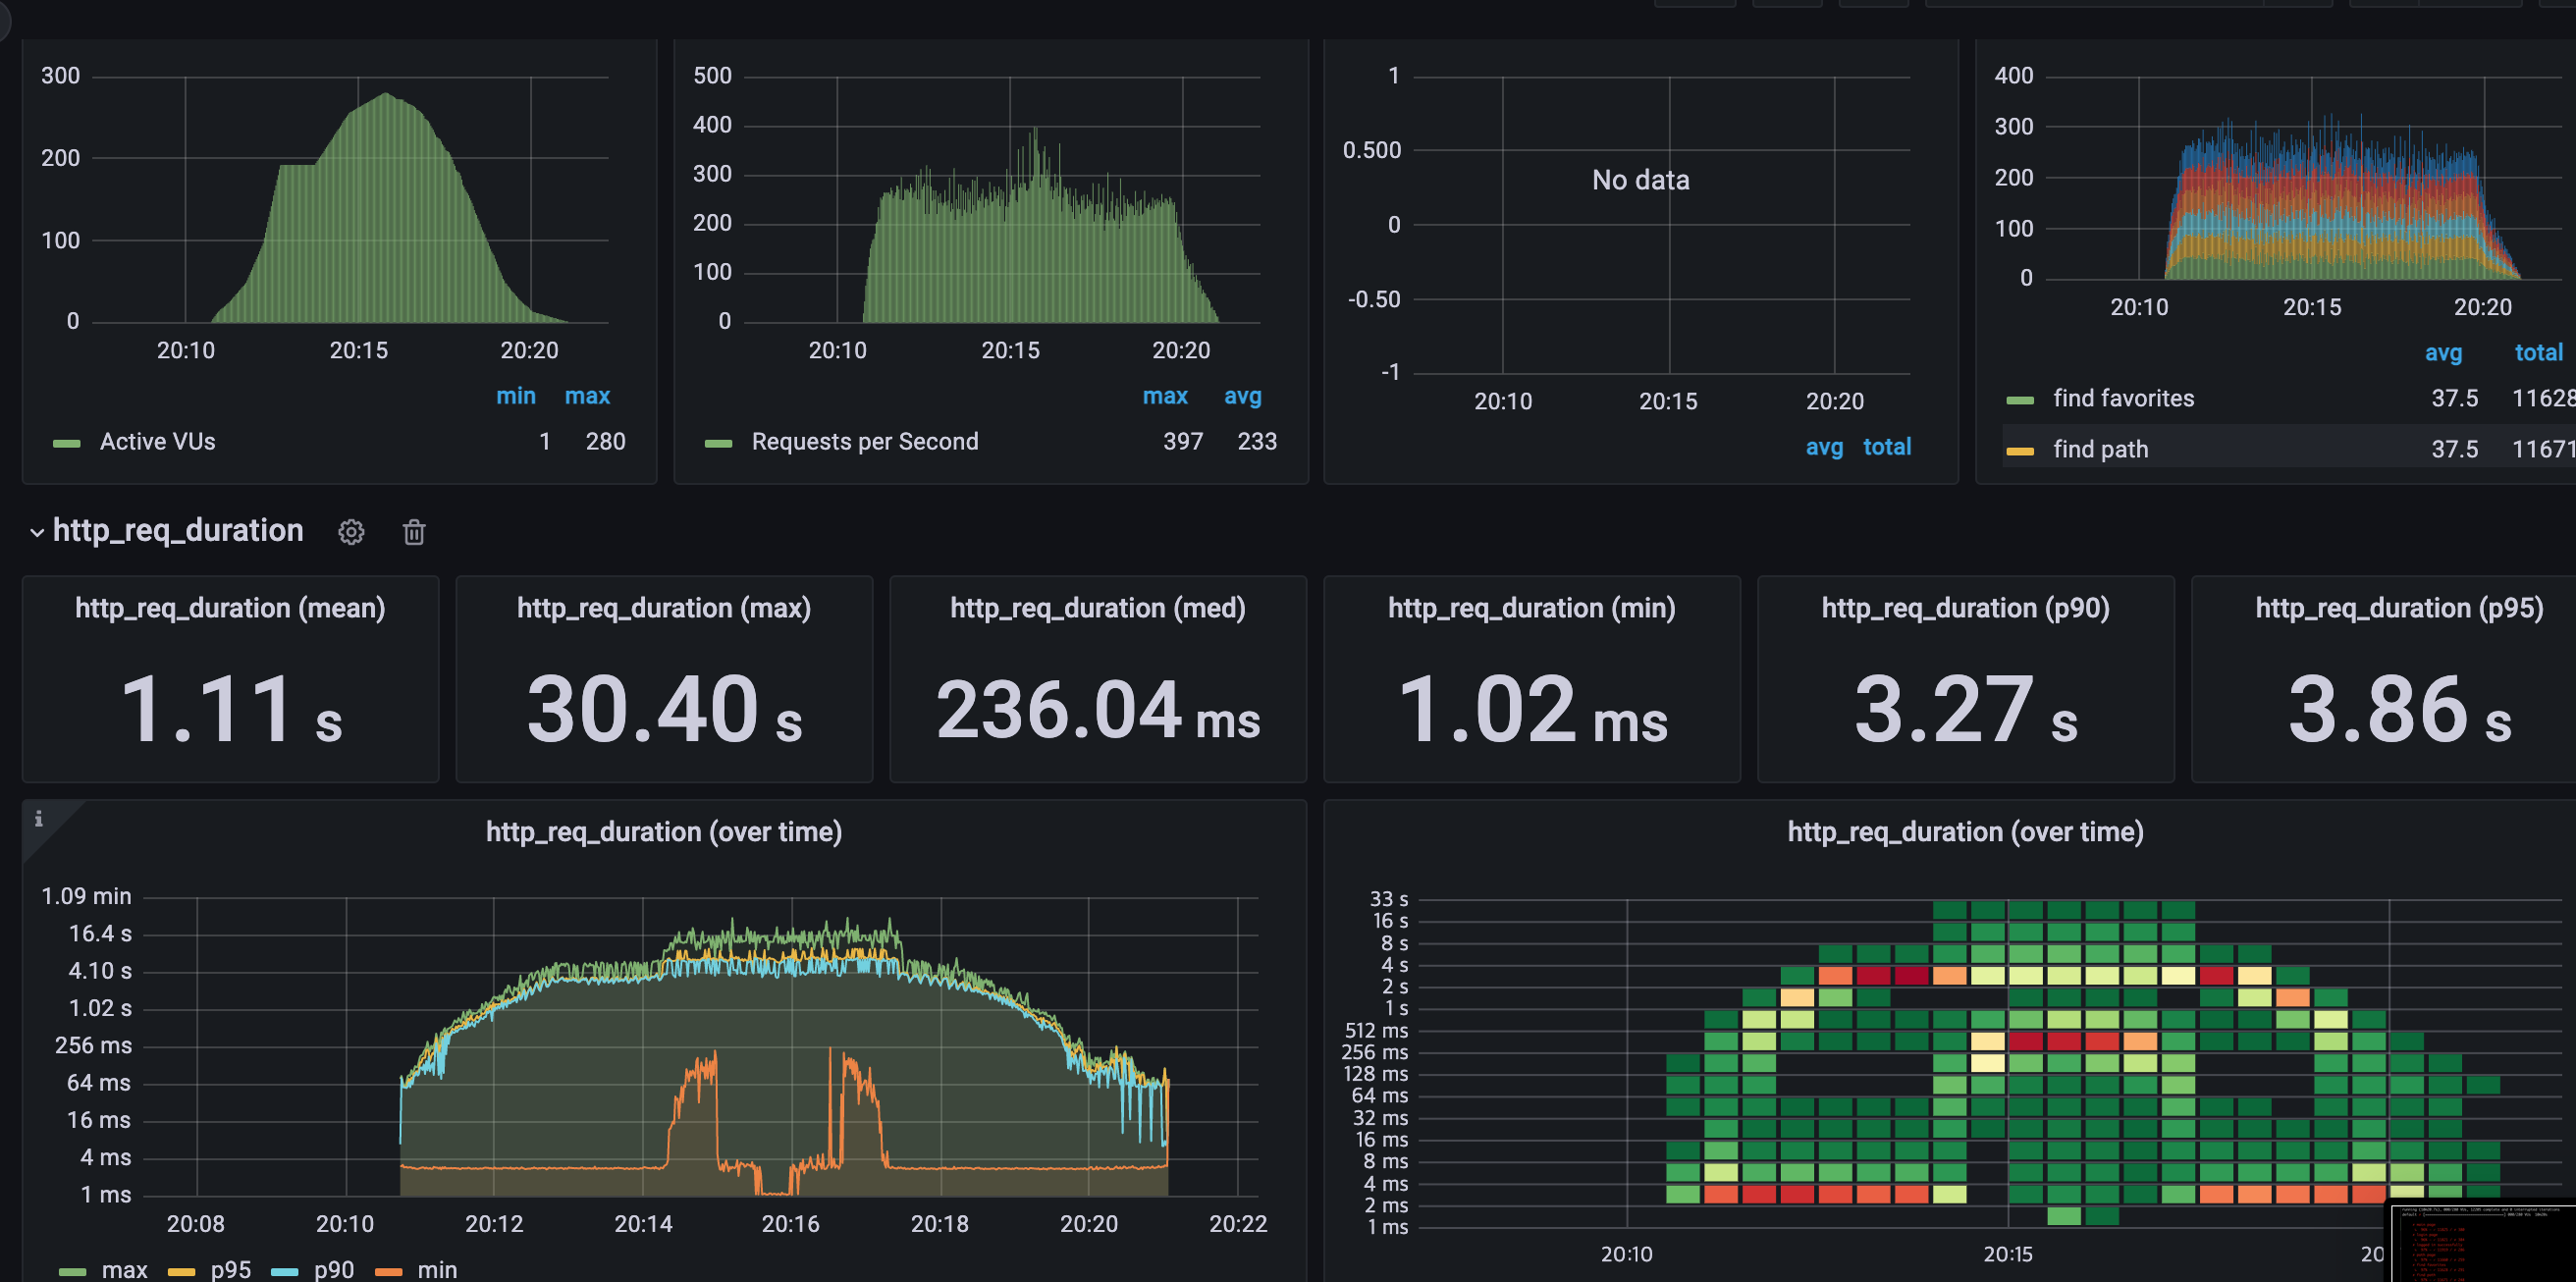 300
200
100
0
20:10 20:15 20:20
min max
Active VUs 1 280
500
400
300
200
100
0
20:10 20:15 20:20
max avg
Requests per Second 397 233
1
0.500
0
-0.50
-1
No data
20:10 20:15 20:20
avg total
400
300
200
100
0
20:10 20:15 20:20
avg total
find favorites 37.5 11628
find path 37.5 11671
http_req_duration
http_req_duration (mean)
1.11 s
http_req_duration (max)
30.40 s
http_req_duration (med)
236.04 ms
http_req_duration (min)
1.02 ms
http_req_duration (p90)
3.27 s
http_req_duration (p95)
3.86 s
i
http_req_duration (over time)
1.09 min
16.4 s
4.10 s
1.02 s
256 ms
64 ms
16 ms
4 ms
1 ms
20:08 20:10 20:12 20:14 20:16 20:18 20:20 20:22
max p95 p90 min
http_req_duration (over time)
33 s
16 s
8 s
4 s
2 s
1 s
512 ms
256 ms
128 ms
64 ms
32 ms
16 ms
8 ms
4 ms
2 ms
1 ms
20:10 20:15 20